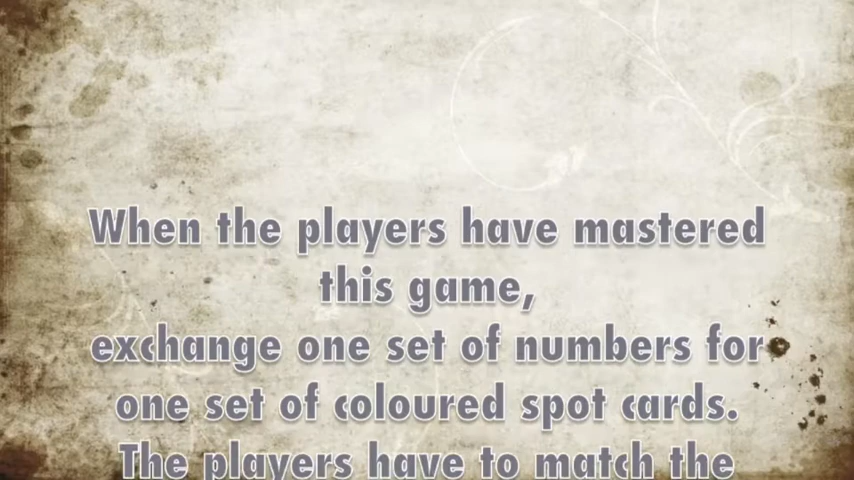 When the players have mastered
this game,
exchange one set of numbers for
one set of coloured spot cards.
The players have to match the